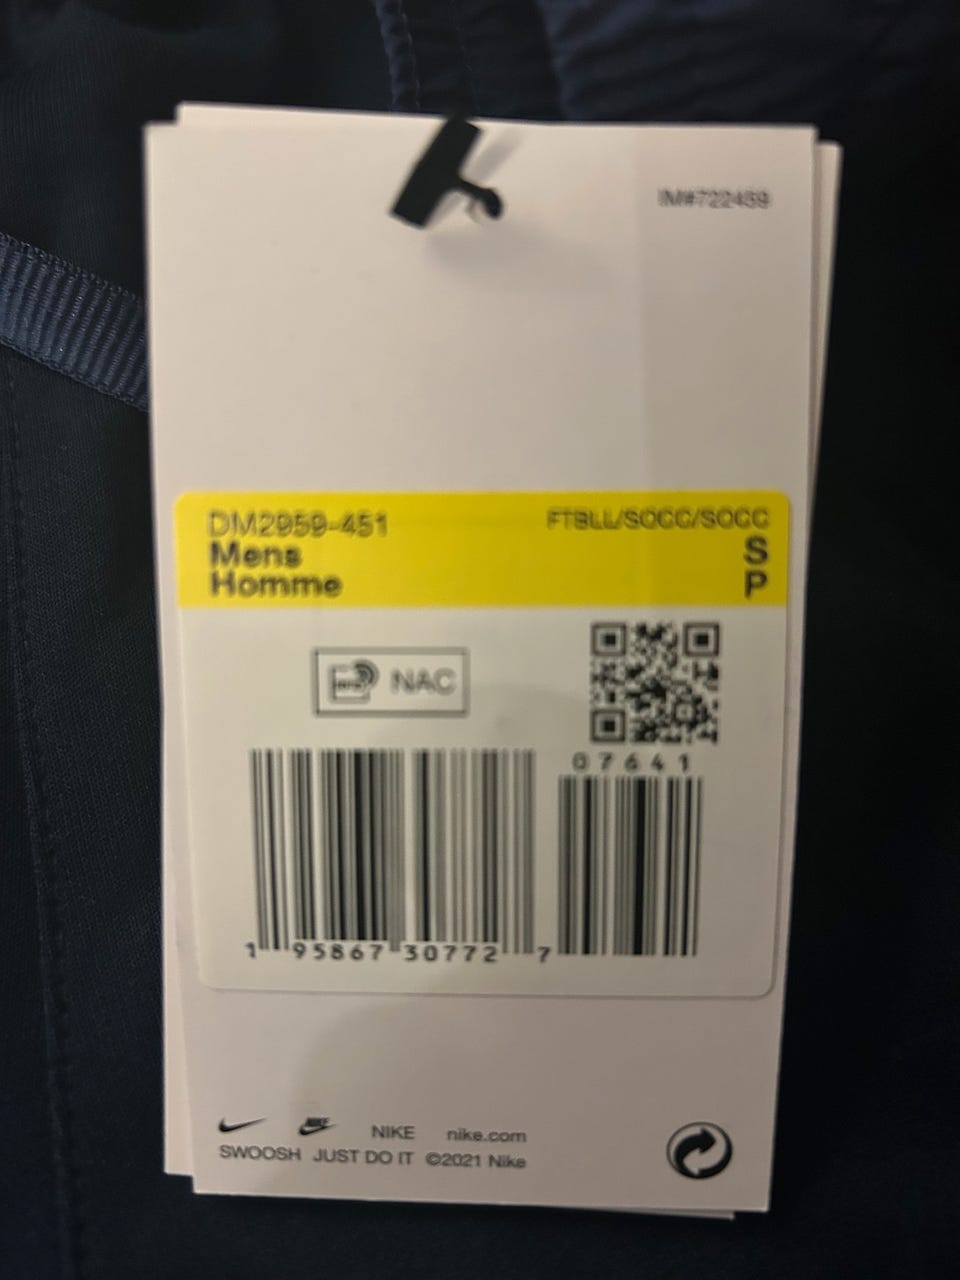 IM#722459
DM2959-451 FTBLL/SOCC/SOCC
Mens S
Homme P
NAC
07641
1 95867 30772 7
NIKE NIKE nike.com
SWOOSH JUST DO IT ©2021 Nike